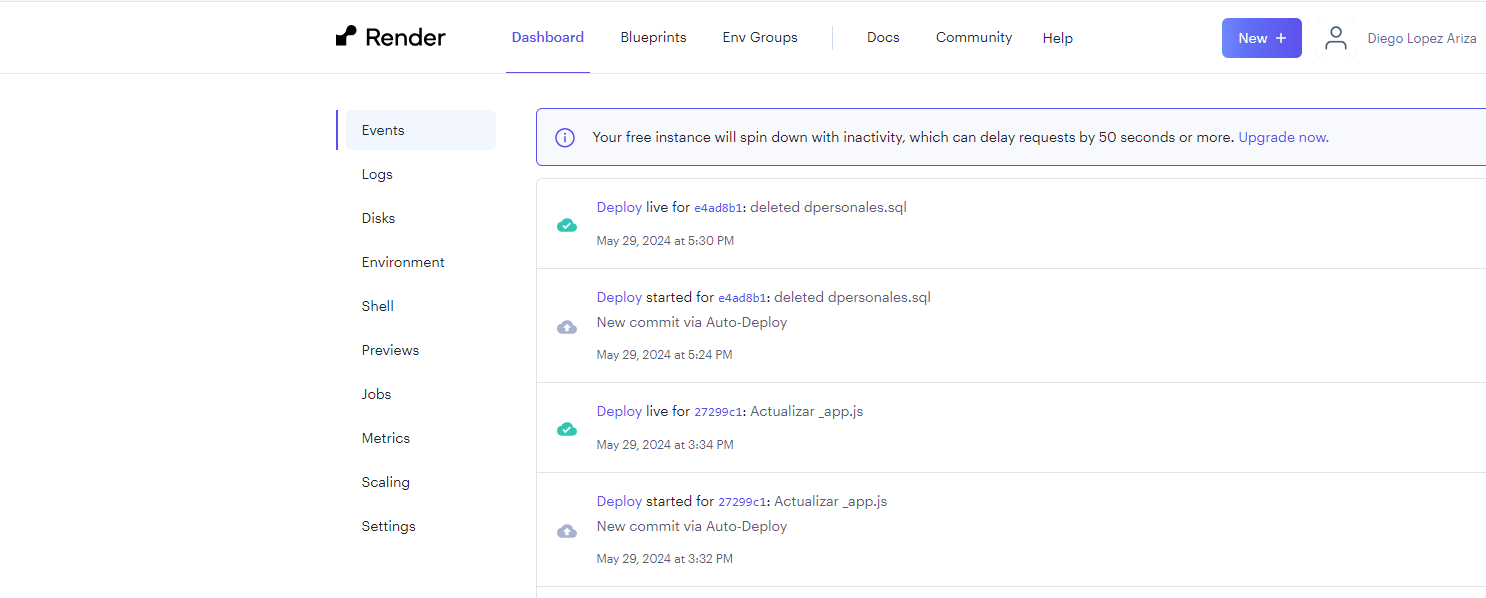 Render Dashboard Blueprints Env Groups Docs Community Help New + Diego Lopez Ariza
Events
Logs
Disks
Environment
Shell
Previews
Jobs
Metrics
Scaling
Settings
Your free instance will spin down with inactivity, which can delay requests by 50 seconds or more. Upgrade now.
Deploy live for e4ad8b1: deleted dpersonales.sql
May 29, 2024 at 5:30 PM
Deploy started for e4ad8b1: deleted dpersonales.sql
New commit via Auto-Deploy
May 29, 2024 at 5:24 PM
Deploy live for 27299c1: Actualizar _app.js
May 29, 2024 at 3:34 PM
Deploy started for 27299c1: Actualizar _app.js
New commit via Auto-Deploy
May 29, 2024 at 3:32 PM